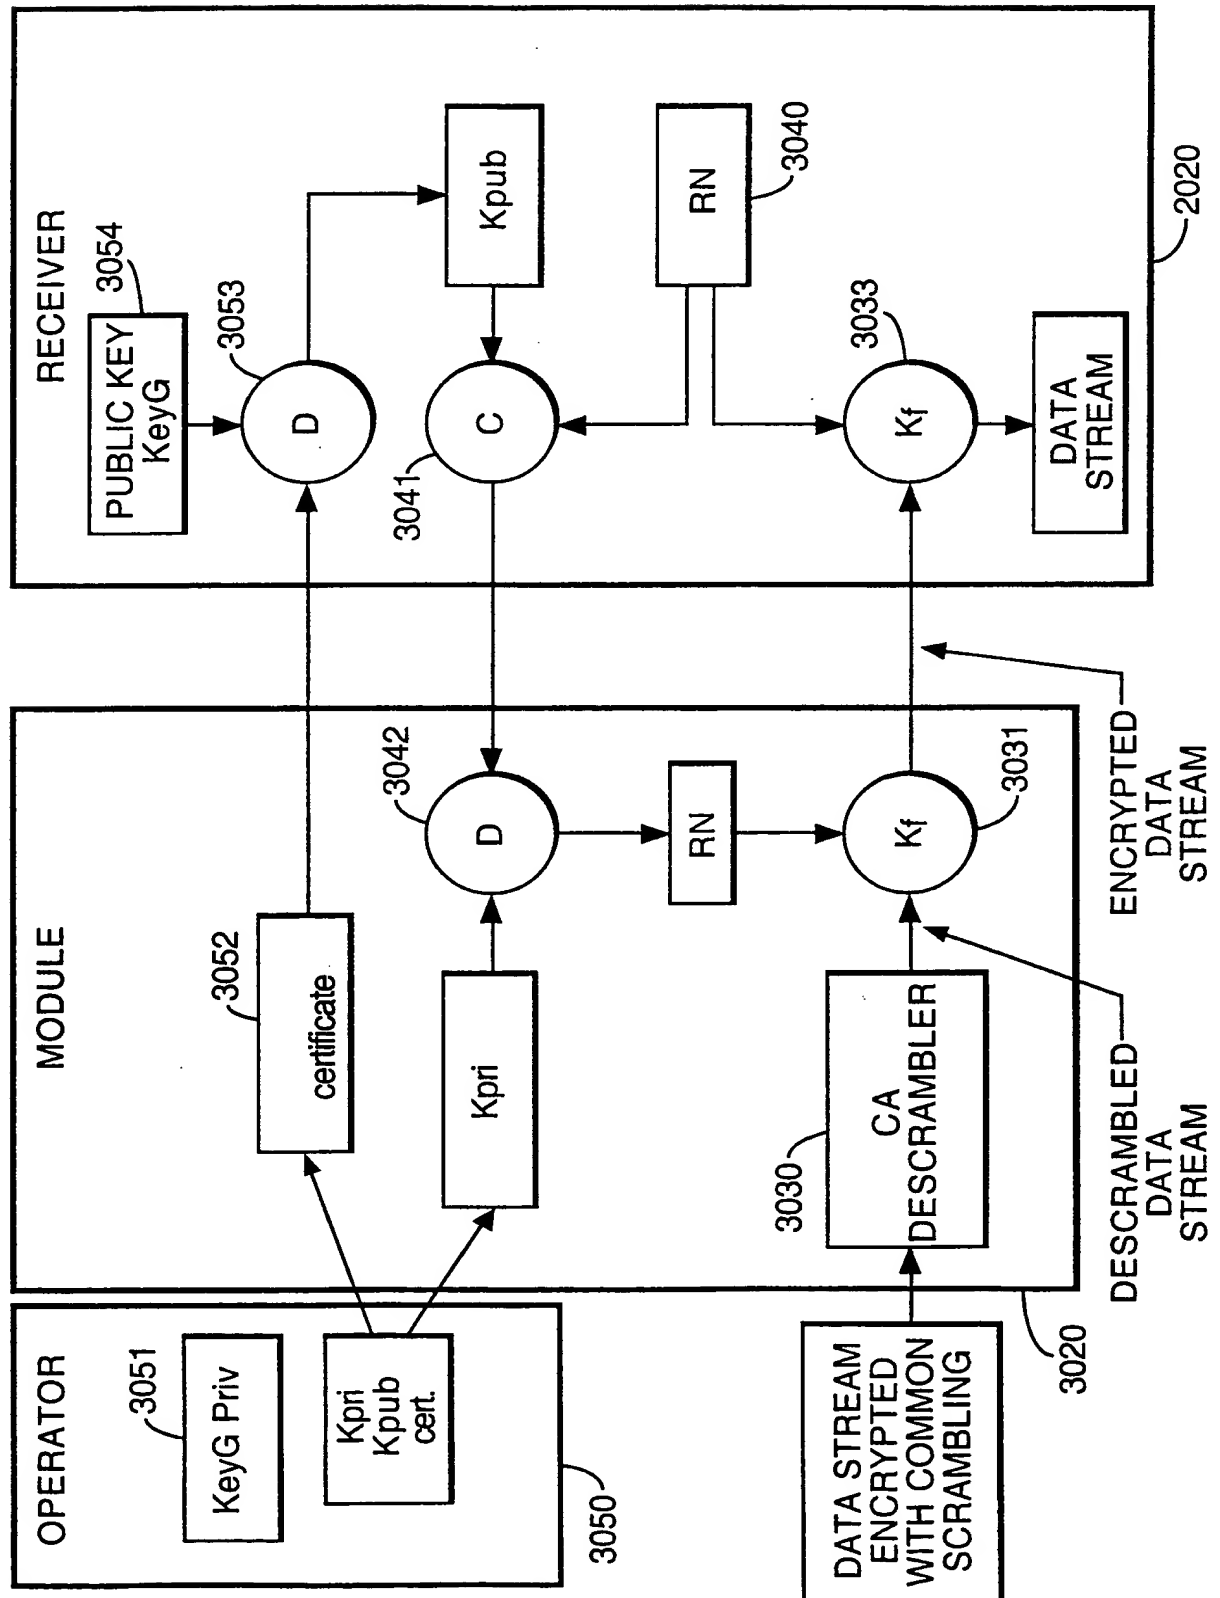 OPERATOR
3051
KeyG Priv
Kpri
Kpub
cert.
3050
DATA STREAM
ENCRYPTED
WITH COMMON
SCRAMBLING
MODULE
3052
certificate
Kpri
3042
D
RN
3030
CA
DESCRAMBLER
Kf
3031
3020
DESCRAMBLED
DATA
STREAM
ENCRYPTED
DATA
STREAM
RECEIVER
3054
PUBLIC KEY
KeyG
3053
D
Kpub
3041
C
RN
3040
3033
Kf
DATA
STREAM
2020